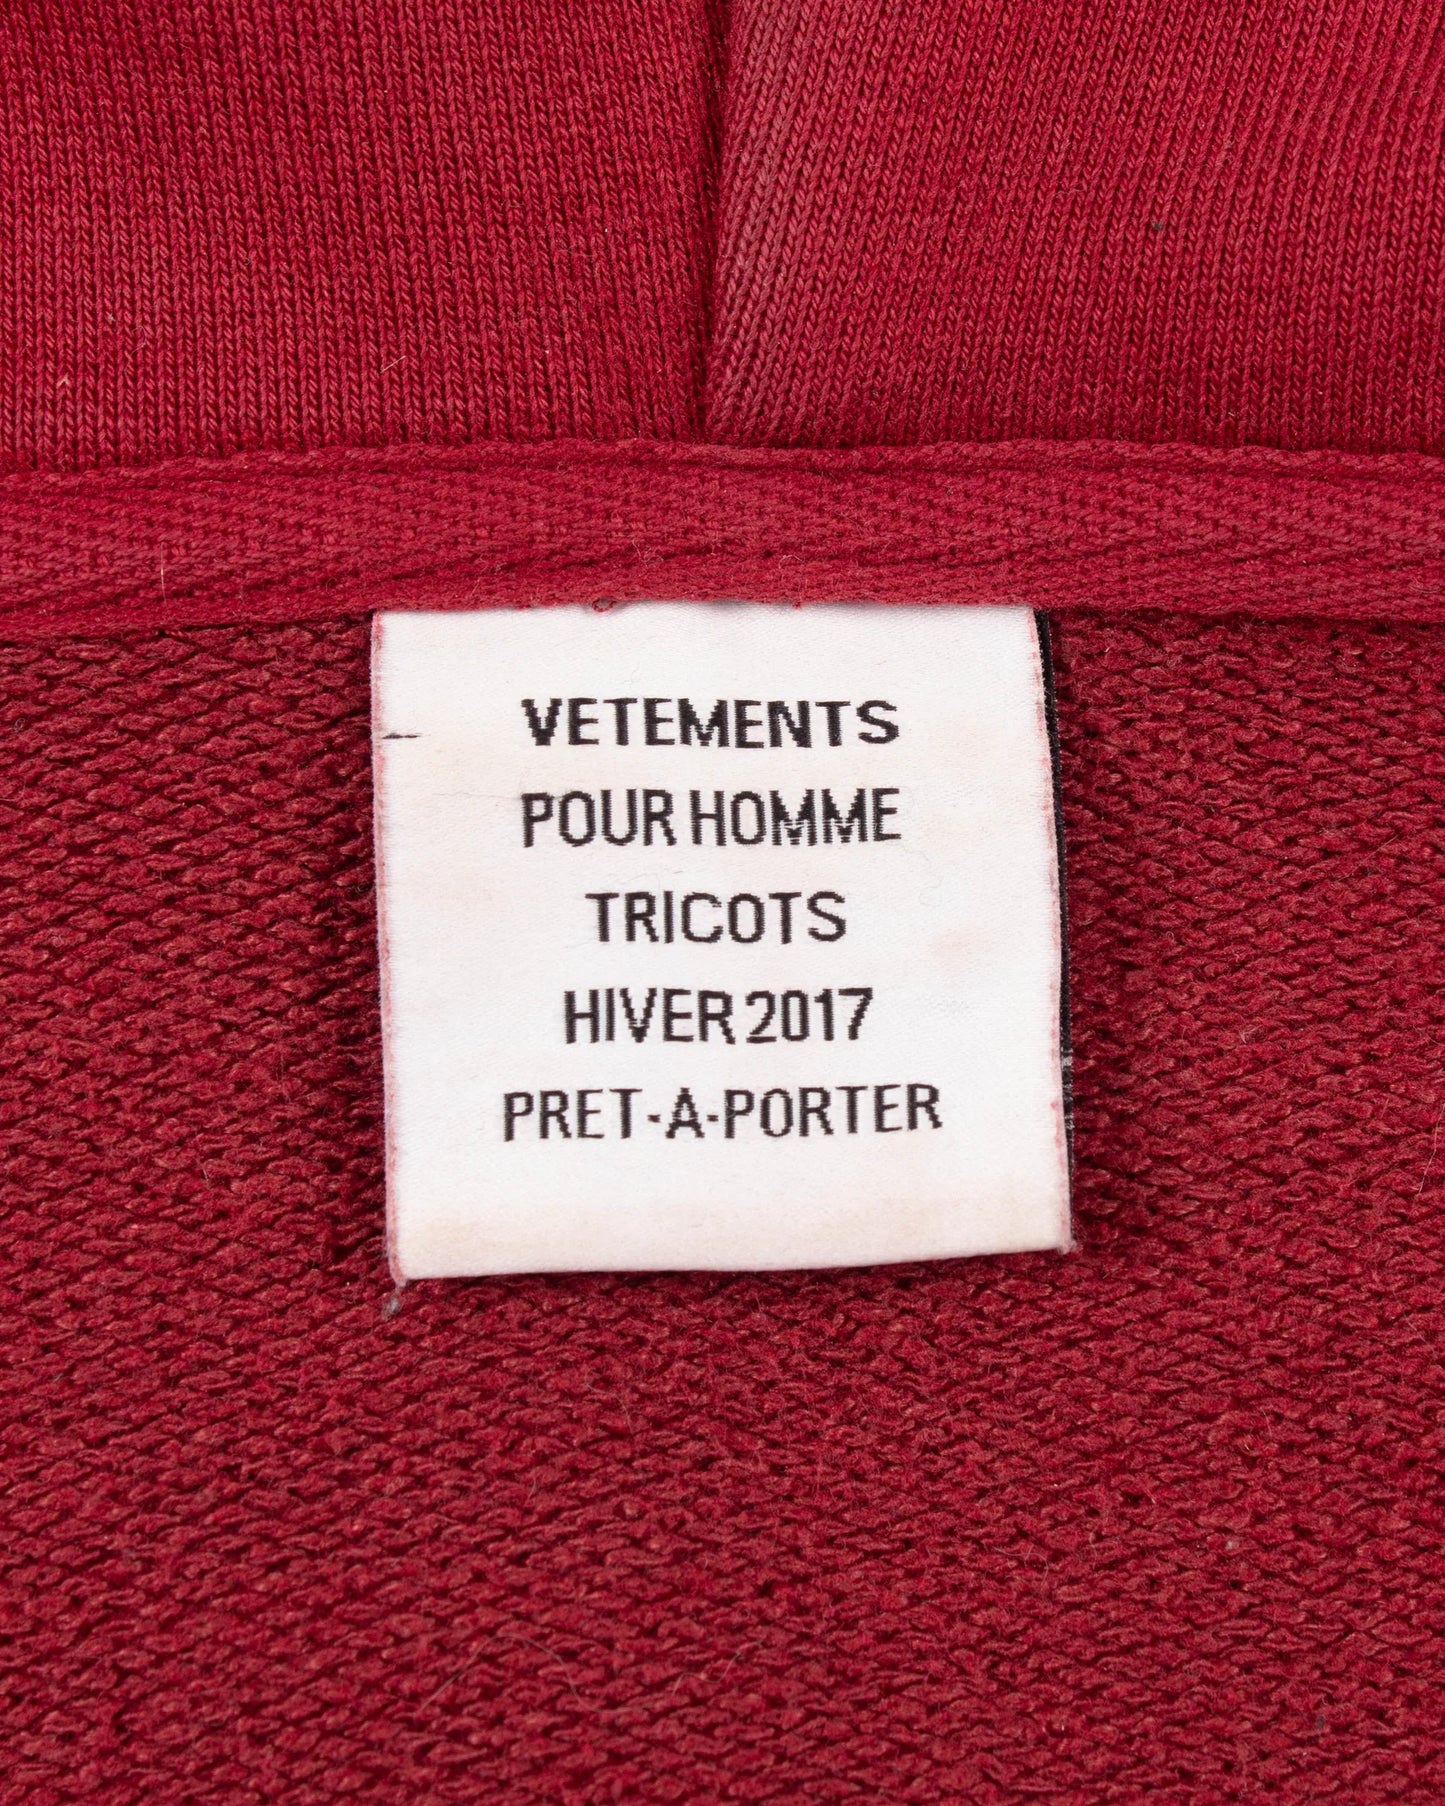 VETEMENTS
POUR HOMME
TRICOTS
HIVER 2017
PRET-A-PORTER